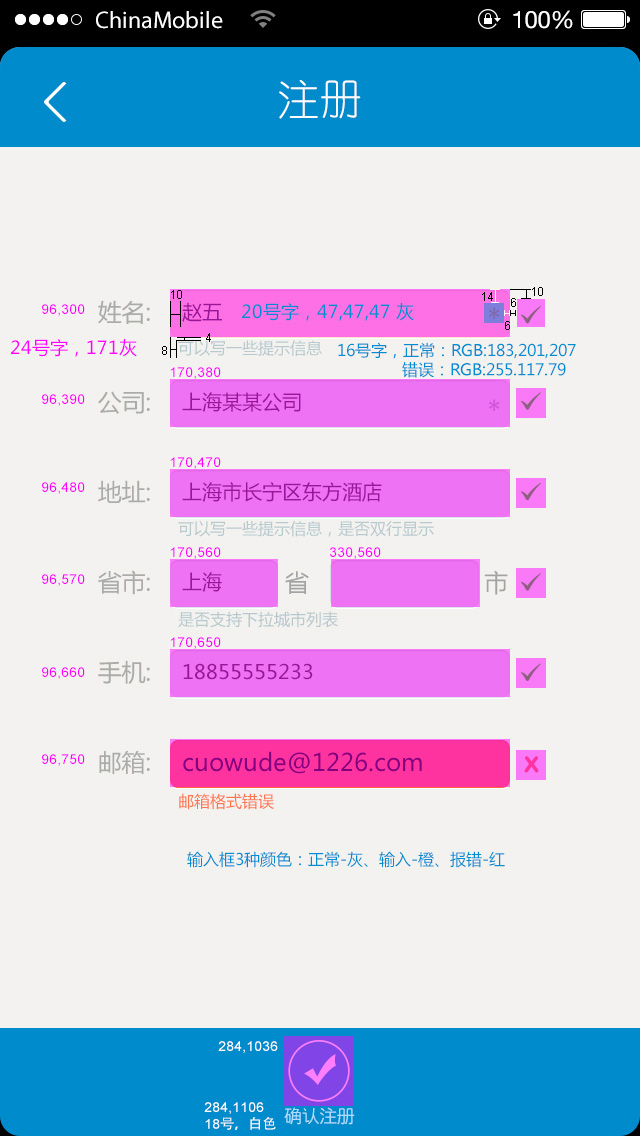 ChinaMobile 100%
注册
10 14 10
96,300 姓名: 赵五 20号字，47,47,47 灰 * 6
6
24号字，171灰 8 4 可以写一些提示信息 16号字，正常：RGB:183,201,207
错误：RGB:255.117.79
170,380
96,390 公司: 上海某某公司 *
170,470
96,480 地址: 上海市长宁区东方酒店
可以写一些提示信息，是否双行显示
170,560 330,560
96,570 省市: 上海 省 市
是否支持下拉城市列表
170,650
96,660 手机: 18855555233
96,750 邮箱: cuowude@1226.com
邮箱格式错误
输入框3种颜色：正常-灰、输入-橙、报错-红
284,1036
284,1106
18号，白色 确认注册